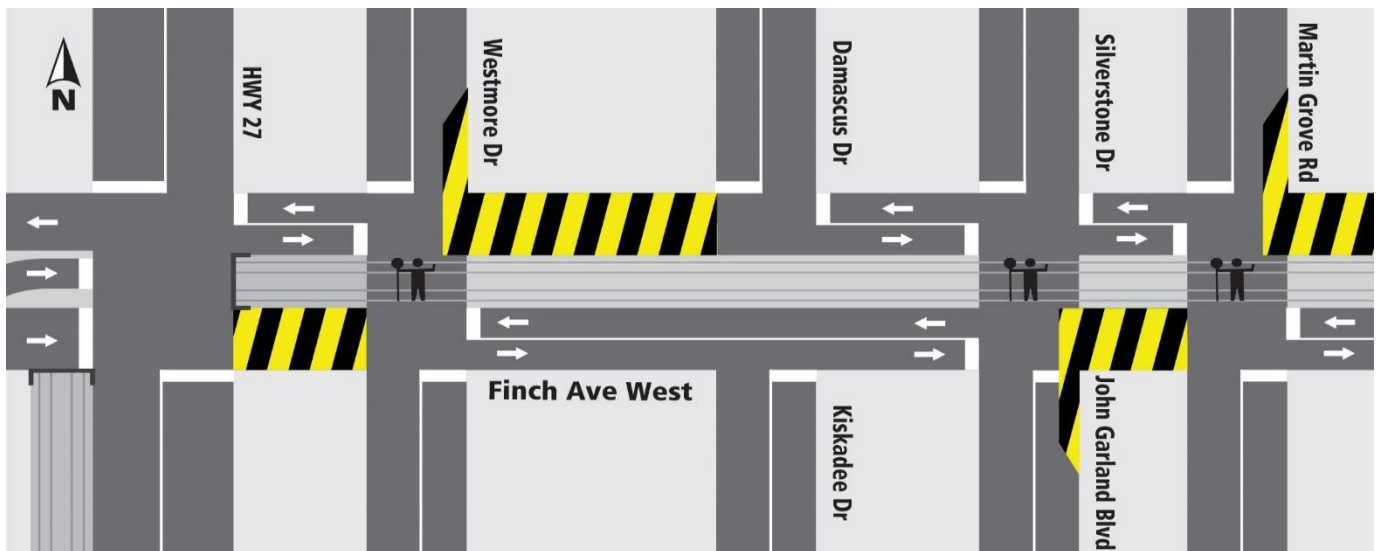 N
HWY 27
Westmore Dr
Damascus Dr
Silverstone Dr
Martin Grove Rd
Finch Ave West
Kiskadee Dr
John Garland Blvd